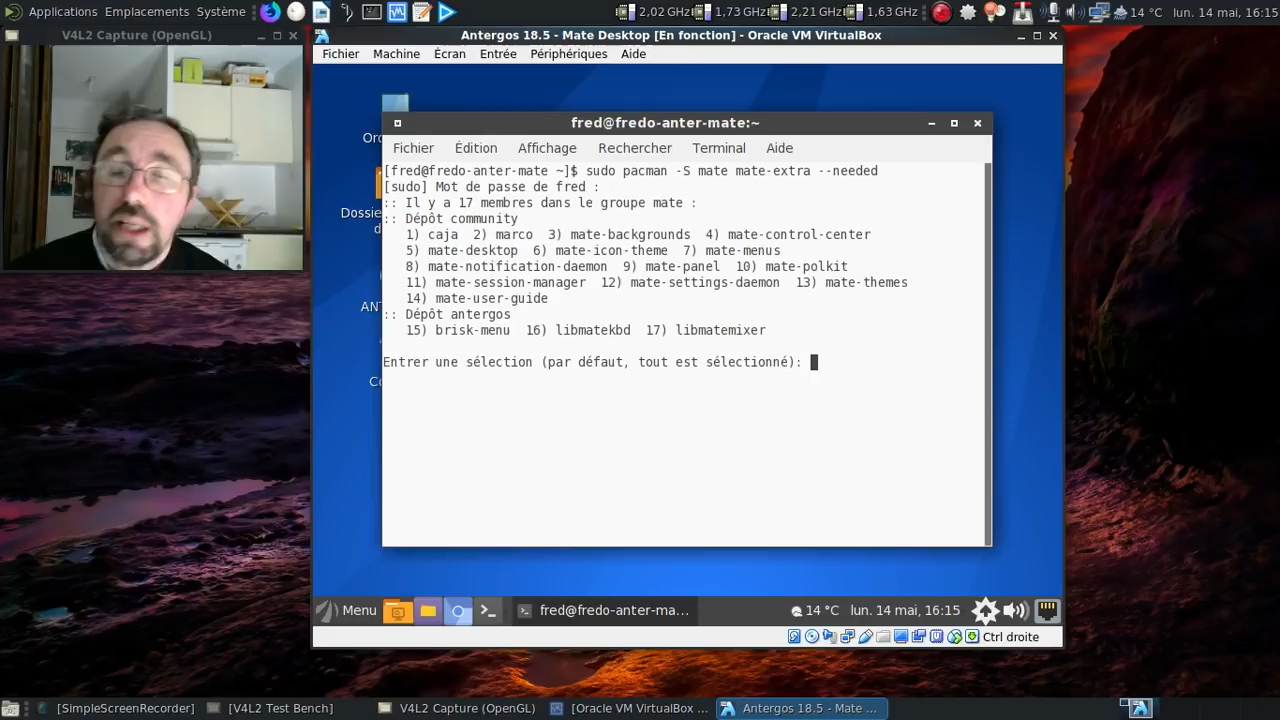 Applications Emplacements Système
2,02 GHz 1,73 GHz 2,21 GHz 1,63 GHz
14 °C lun. 14 mai, 16:15
V4L2 Capture (OpenGL)
Antergos 18.5 - Mate Desktop [En fonction] - Oracle VM VirtualBox
Fichier Machine Écran Entrée Périphériques Aide
Ord
Dossie
d
ANT
Co
fred@fredo-anter-mate:~
Fichier Édition Affichage Rechercher Terminal Aide
[fred@fredo-anter-mate ~]$ sudo pacman -S mate mate-extra --needed
[sudo] Mot de passe de fred :
:: Il y a 17 membres dans le groupe mate :
:: Dépôt community
1) caja 2) marco 3) mate-backgrounds 4) mate-control-center
5) mate-desktop 6) mate-icon-theme 7) mate-menus
8) mate-notification-daemon 9) mate-panel 10) mate-polkit
11) mate-session-manager 12) mate-settings-daemon 13) mate-themes
14) mate-user-guide
:: Dépôt antergos
15) brisk-menu 16) libmatekbd 17) libmatemixer
Entrer une sélection (par défaut, tout est sélectionné):
Menu
fred@fredo-anter-ma...
14 °C lun. 14 mai, 16:15
Ctrl droite
[SimpleScreenRecorder] [V4L2 Test Bench] V4L2 Capture (OpenGL) [Oracle VM VirtualBox ... Antergos 18.5 - Mate ...